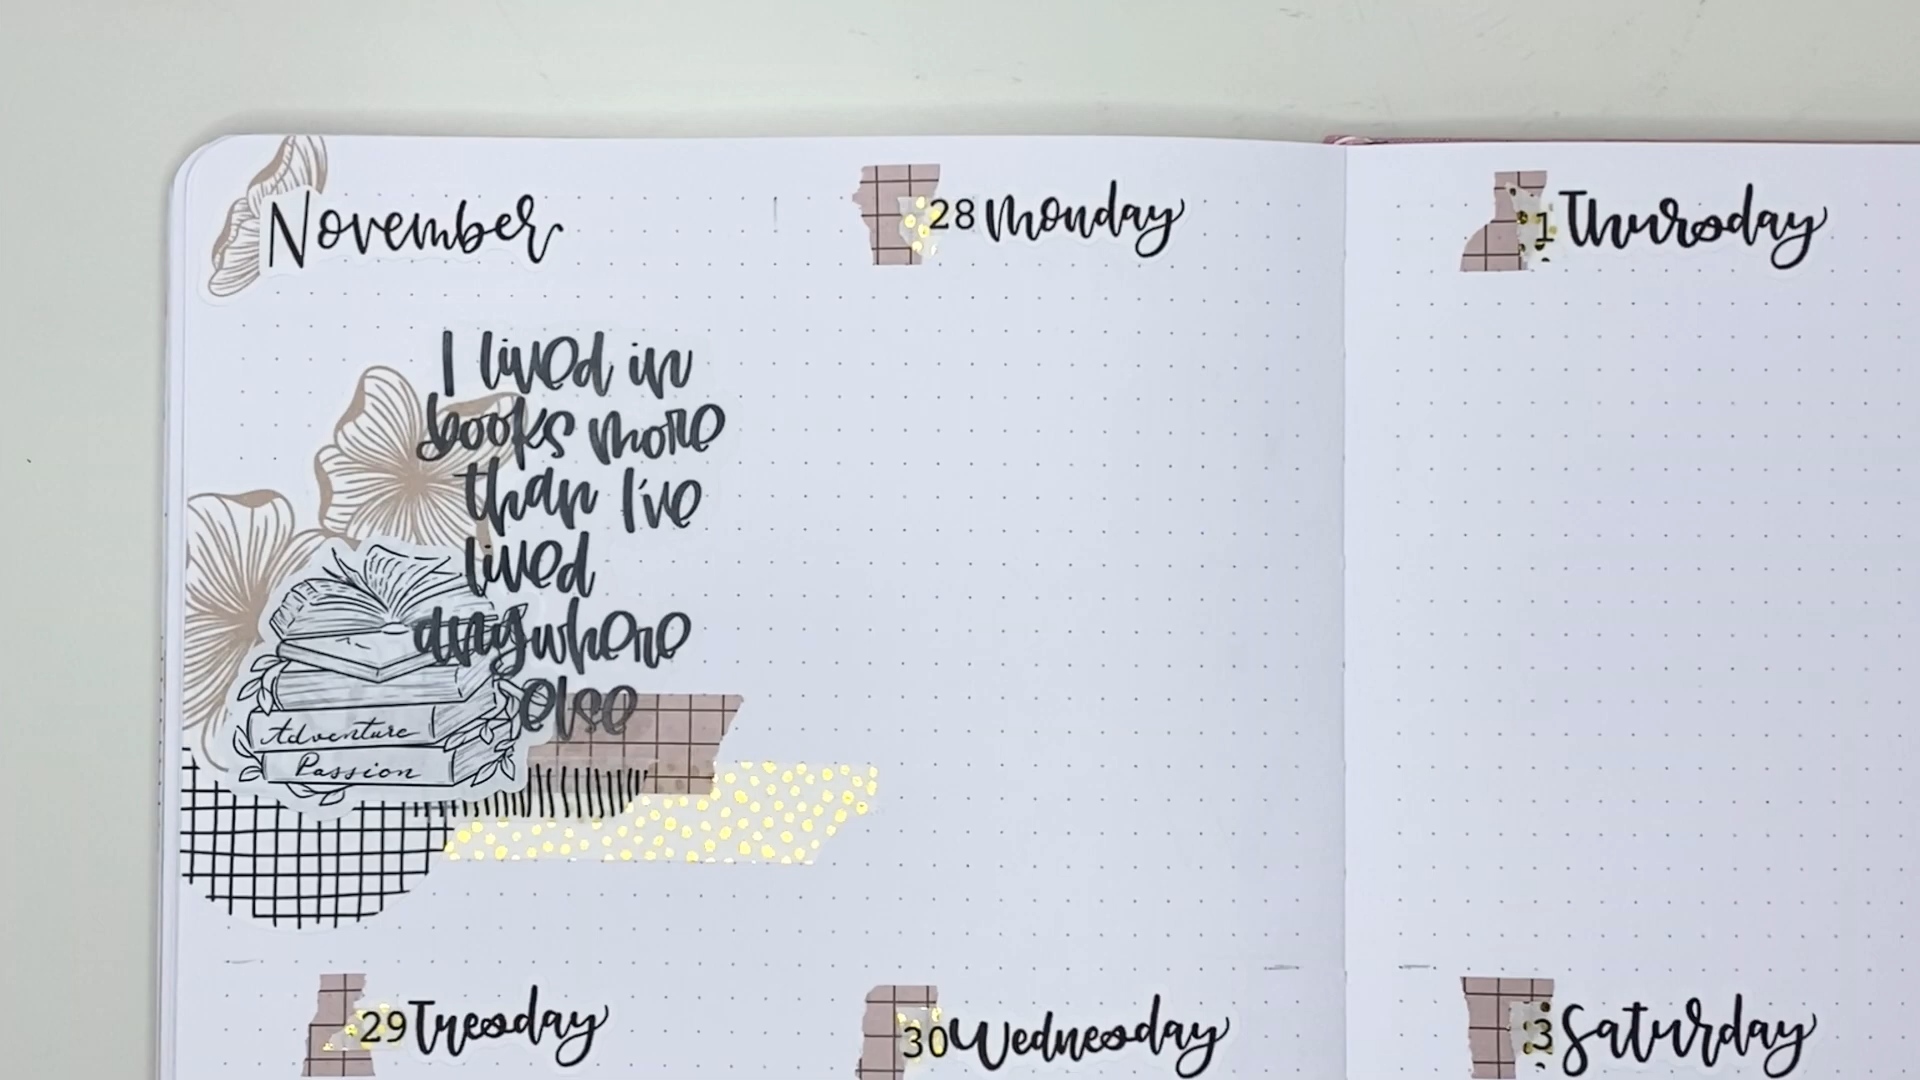 November
28 Monday
1 Thursday
I lived in
books more
than I've
lived
anywhere
else
Adventure
Passion
29 Tuesday
30 Wednesday
3 Saturday